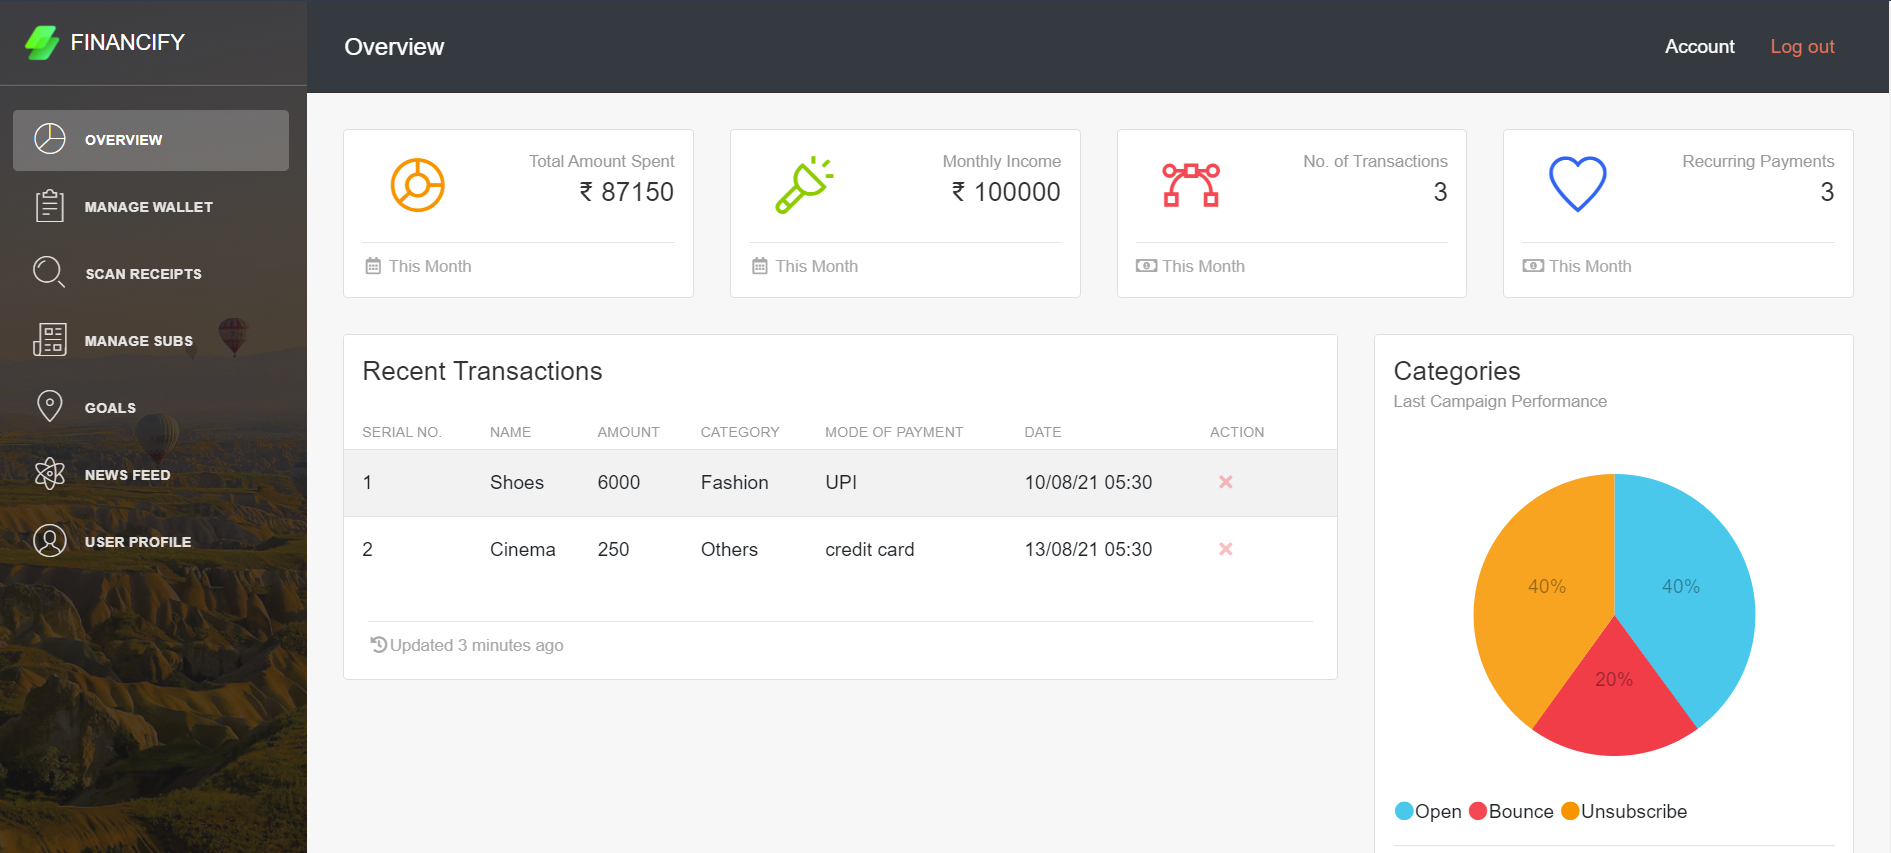 FINANCIFY
OVERVIEW
MANAGE WALLET
SCAN RECEIPTS
MANAGE SUBS
GOALS
NEWS FEED
USER PROFILE
Overview
Account Log out
Total Amount Spent
₹ 87150
This Month
Monthly Income
₹ 100000
This Month
No. of Transactions
3
This Month
Recurring Payments
3
This Month
Recent Transactions
SERIAL NO. NAME AMOUNT CATEGORY MODE OF PAYMENT DATE ACTION
1 Shoes 6000 Fashion UPI 10/08/21 05:30
2 Cinema 250 Others credit card 13/08/21 05:30
Updated 3 minutes ago
Categories
Last Campaign Performance
40% 40%
20%
Open Bounce Unsubscribe